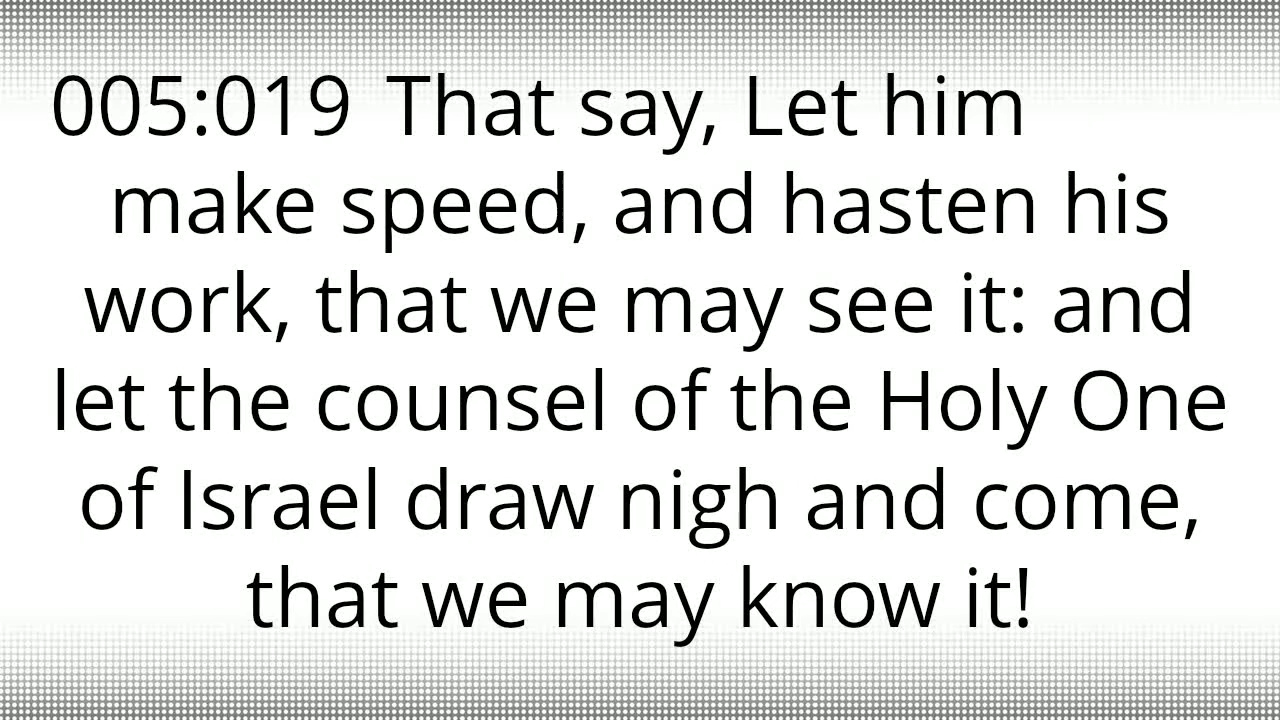 005:019 That say, Let him
make speed, and hasten his
work, that we may see it: and
let the counsel of the Holy One
of Israel draw nigh and come,
that we may know it!